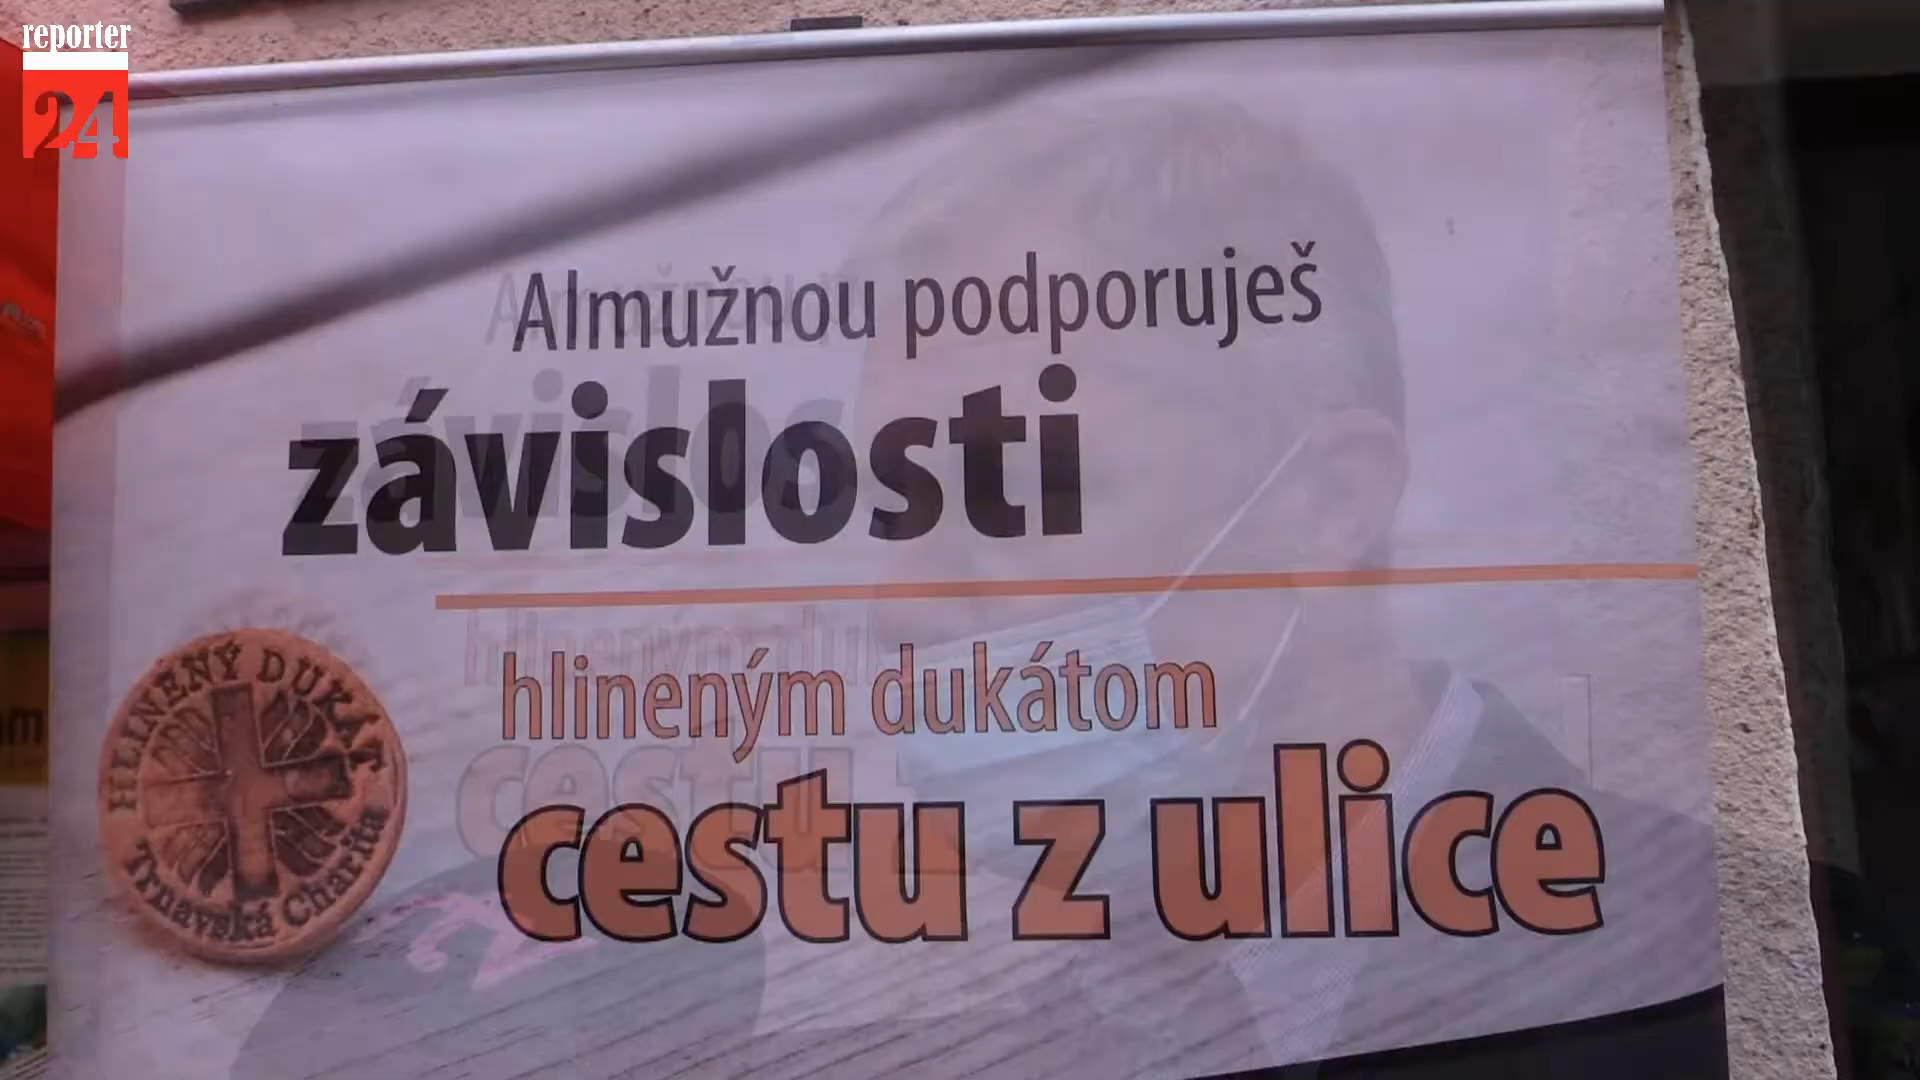 reporter
24
Almužnou podporuješ
závislosti
hlineným dukátom
cestu z ulice
HLINENÝ DUKÁT
Trnavská Charita